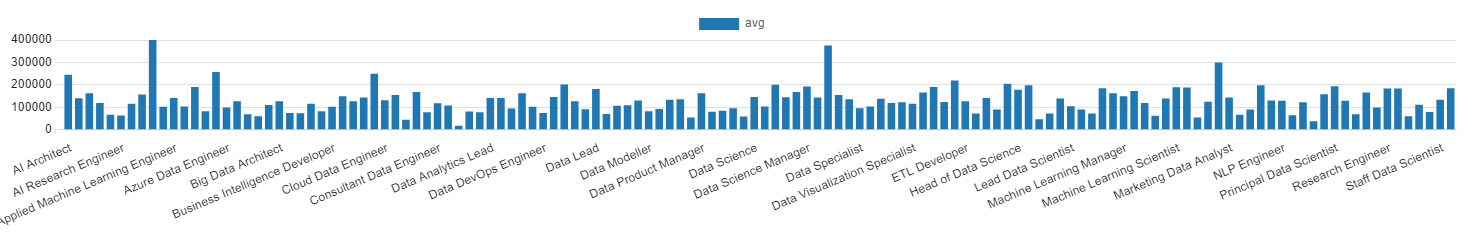 avg
400000
300000
200000
100000
0
AI Architect
AI Research Engineer
Applied Machine Learning Engineer
Azure Data Engineer
Big Data Architect
Business Intelligence Developer
Cloud Data Engineer
Consultant Data Engineer
Data Analytics Lead
Data DevOps Engineer
Data Lead
Data Modeller
Data Product Manager
Data Science
Data Science Manager
Data Specialist
Data Visualization Specialist
ETL Developer
Head of Data Science
Lead Data Scientist
Machine Learning Manager
Machine Learning Scientist
Marketing Data Analyst
NLP Engineer
Principal Data Scientist
Research Engineer
Staff Data Scientist